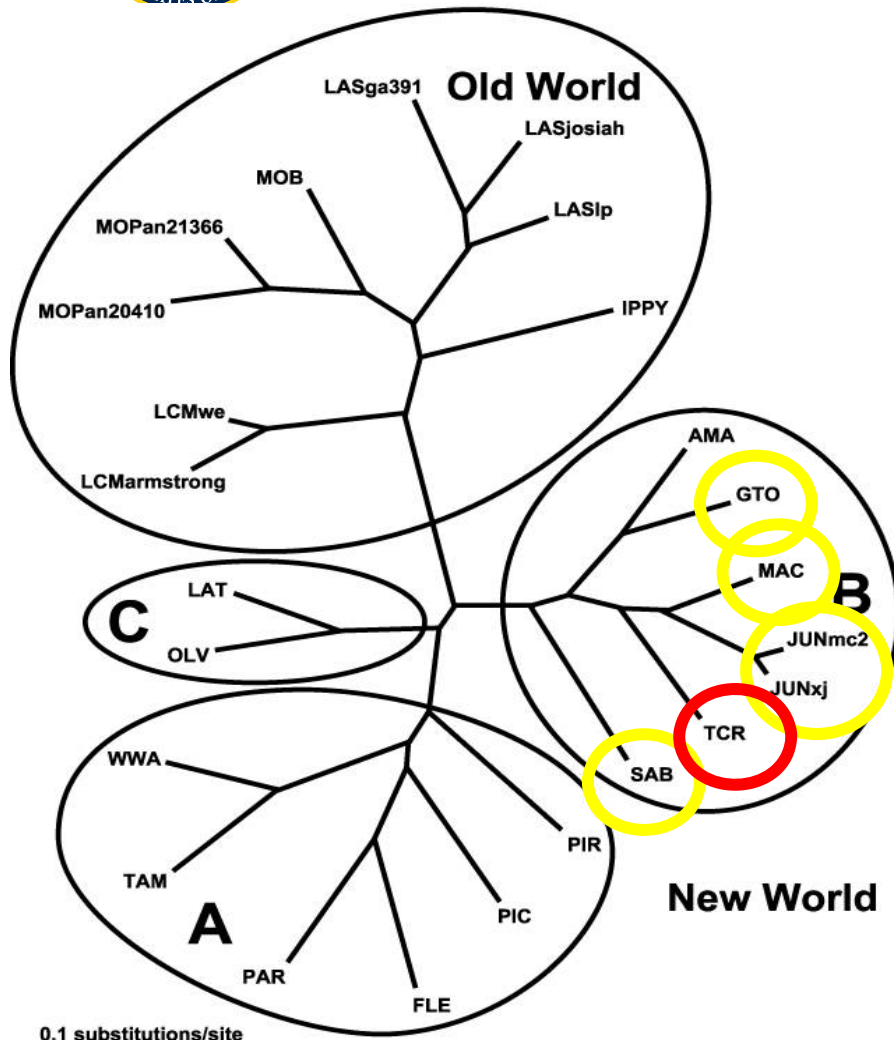 LASga391
Old World
LASjosiah
MOB
LASlp
MOPan21366
MOPan20410
IPPY
LCMwe
LCMarmstrong
AMA
GTO
MAC
B
LAT
C
OLV
JUNmc2
JUNxj
TCR
SAB
WWA
TAM
PIR
New World
PIC
A
PAR
FLE
0.1 substitutions/site